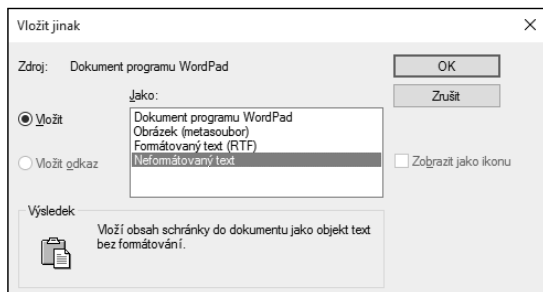 Vložit jinak
Zdroj: Dokument programu WordPad
OK
Zrušit
Jako:
Vložit
Vložit odkaz
Dokument programu WordPad
Obrázek (metasoubor)
Formátovaný text (RTF)
Neformátovaný text
Zobrazit jako ikonu
Výsledek
Vloží obsah schránky do dokumentu jako objekt text
bez formátování.